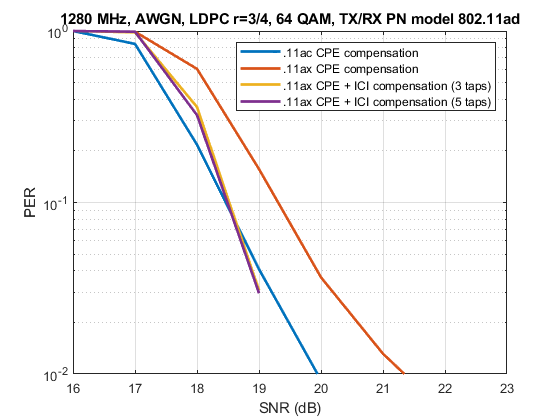 1280 MHz, AWGN, LDPC r=3/4, 64 QAM, TX/RX PN model 802.11ad
10^0
.11ac CPE compensation
.11ax CPE compensation
.11ax CPE + ICI compensation (3 taps)
.11ax CPE + ICI compensation (5 taps)
PER
10^-1
10^-2
16 17 18 19 20 21 22 23
SNR (dB)